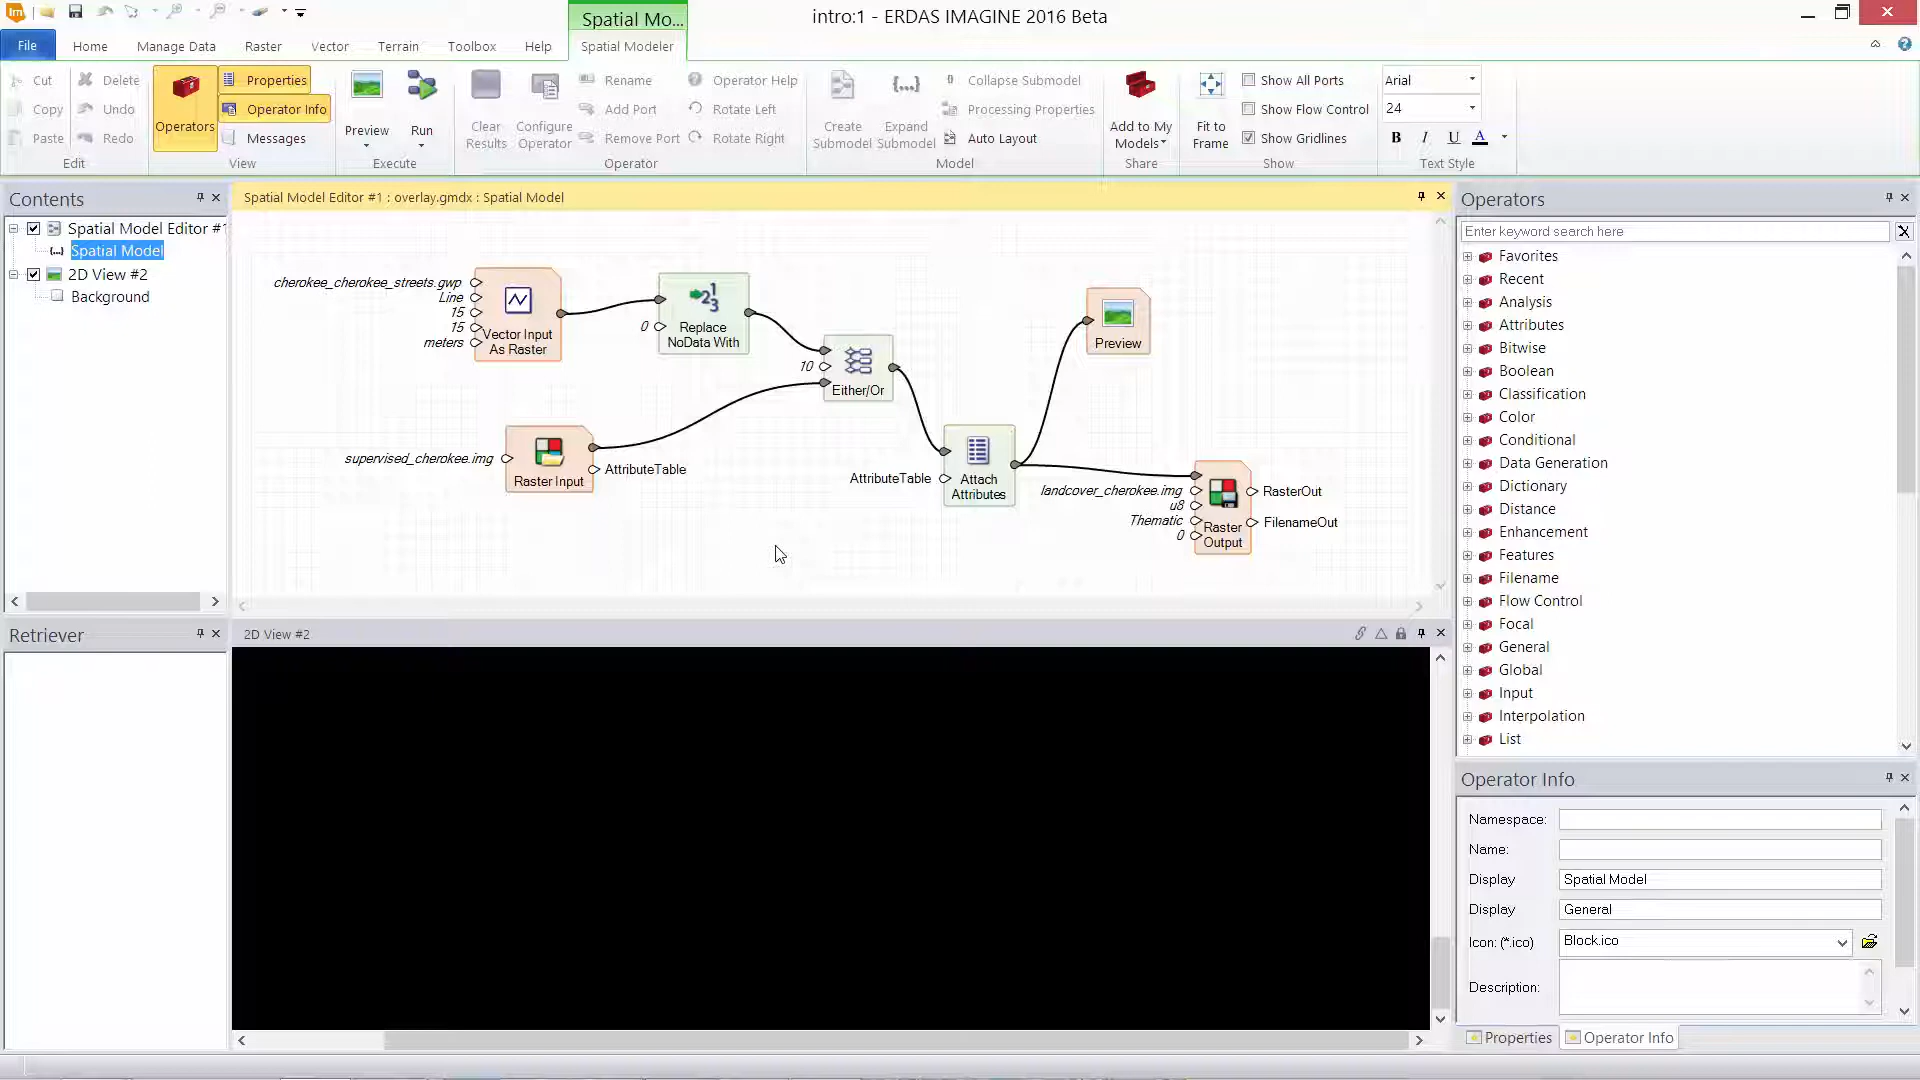 Spatial Mo...
intro:1 - ERDAS IMAGINE 2016 Beta
File Home Manage Data Raster Vector Terrain Toolbox Help Spatial Modeler
Cut Delete Properties Rename Operator Help Collapse Submodel Show All Ports Arial
Copy Undo Operator Info Add Port Rotate Left Processing Properties Show Flow Control 24
Paste Redo Operators Messages Preview Run Clear Results Configure Operator Remove Port Rotate Right Create Submodel Expand Submodel Auto Layout Add to My Models Fit to Frame Show Gridlines B I U A
Edit View Execute Operator Model Share Show Text Style
Contents
Spatial Model Editor #1
Spatial Model
2D View #2
Background
Retriever
Spatial Model Editor #1 : overlay.gmdx : Spatial Model
cherokee_cherokee_streets.gwp
Line
15
15
meters
Vector Input
As Raster
0
Replace
NoData With
10
Either/Or
supervised_cherokee.img
Raster Input
AttributeTable
AttributeTable
Attach
Attributes
Preview
landcover_cherokee.img
u8
Thematic
0
Raster
Output
RasterOut
FilenameOut
2D View #2
Operators
Enter keyword search here
Favorites
Recent
Analysis
Attributes
Bitwise
Boolean
Classification
Color
Conditional
Data Generation
Dictionary
Distance
Enhancement
Features
Filename
Flow Control
Focal
General
Global
Input
Interpolation
List
Operator Info
Namespace:
Name:
Display Spatial Model
Display General
Icon: (*.ico) Block.ico
Description:
Properties Operator Info